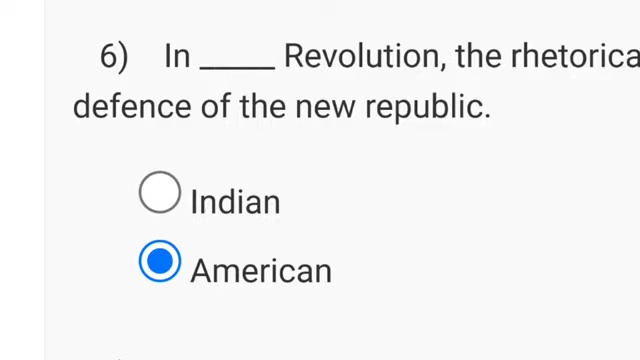 6) In _____ Revolution, the rhetorica
defence of the new republic.
Indian
American